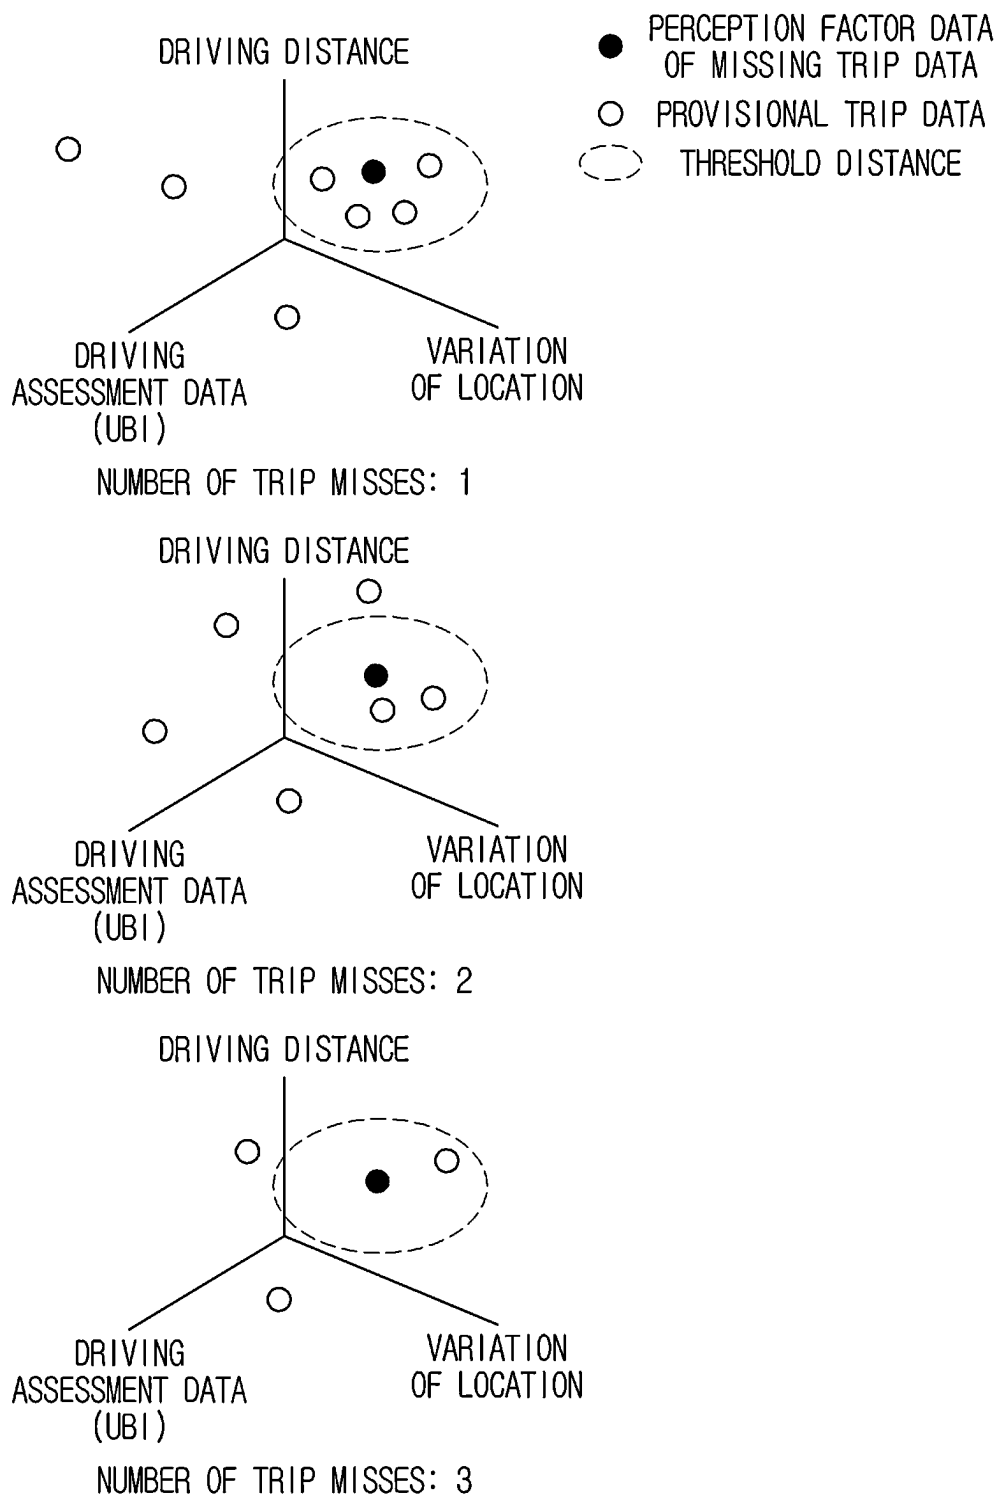 DRIVING DISTANCE
PERCEPTION FACTOR DATA
OF MISSING TRIP DATA
PROVISIONAL TRIP DATA
THRESHOLD DISTANCE
DRIVING
ASSESSMENT DATA
(UBI)
VARIATION
OF LOCATION
NUMBER OF TRIP MISSES: 1
DRIVING DISTANCE
DRIVING
ASSESSMENT DATA
(UBI)
VARIATION
OF LOCATION
NUMBER OF TRIP MISSES: 2
DRIVING DISTANCE
DRIVING
ASSESSMENT DATA
(UBI)
VARIATION
OF LOCATION
NUMBER OF TRIP MISSES: 3